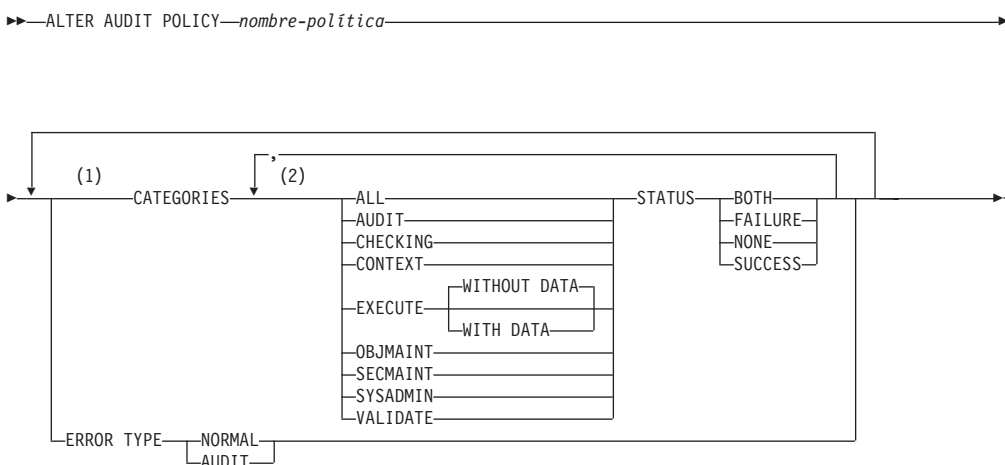 ALTER AUDIT POLICY nombre-política
(1) CATEGORIES , (2) ALL STATUS BOTH
AUDIT FAILURE
CHECKING NONE
CONTEXT SUCCESS
WITHOUT DATA
EXECUTE
WITH DATA
OBJMAINT
SECMAINT
SYSADMIN
VALIDATE
ERROR TYPE NORMAL
AUDIT